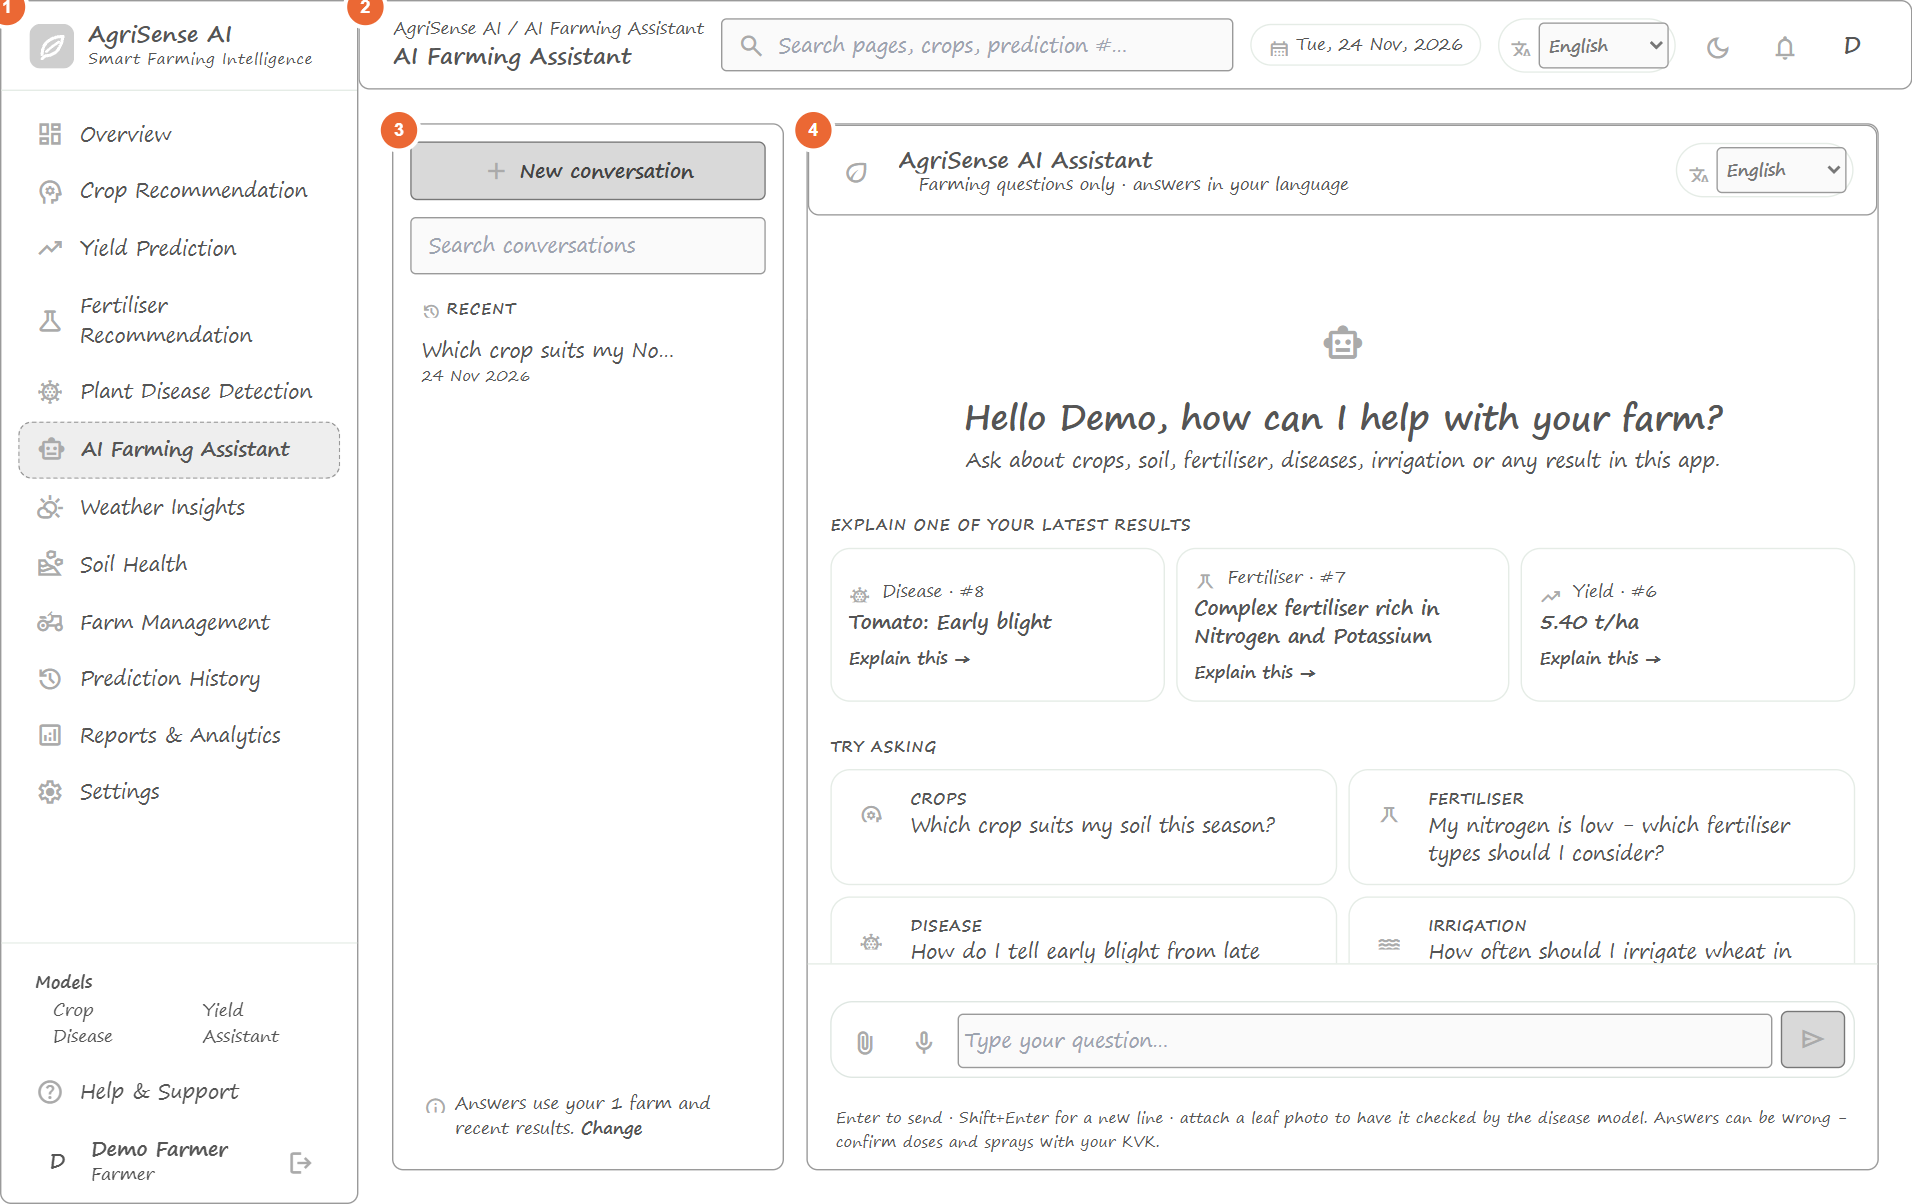 1
AgriSense AI
Smart Farming Intelligence
Overview
Crop Recommendation
Yield Prediction
Fertiliser
Recommendation
Plant Disease Detection
AI Farming Assistant
Weather Insights
Soil Health
Farm Management
Prediction History
Reports & Analytics
Settings
Models
Crop Yield
Disease Assistant
Help & Support
D
Demo Farmer
Farmer
2
AgriSense AI / AI Farming Assistant
AI Farming Assistant
Search pages, crops, prediction #...
Tue, 24 Nov, 2026
English
D
3
+ New conversation
Search conversations
RECENT
Which crop suits my No...
24 Nov 2026
Answers use your 1 farm and
recent results. Change
4
AgriSense AI Assistant
Farming questions only · answers in your language
English
Hello Demo, how can I help with your farm?
Ask about crops, soil, fertiliser, diseases, irrigation or any result in this app.
EXPLAIN ONE OF YOUR LATEST RESULTS
Disease · #8
Tomato: Early blight
Explain this →
Fertiliser · #7
Complex fertiliser rich in
Nitrogen and Potassium
Explain this →
Yield · #6
5.40 t/ha
Explain this →
TRY ASKING
CROPS
Which crop suits my soil this season?
FERTILISER
My nitrogen is low - which fertiliser
types should I consider?
DISEASE
How do I tell early blight from late
IRRIGATION
How often should I irrigate wheat in
Type your question...
Enter to send · Shift+Enter for a new line · attach a leaf photo to have it checked by the disease model. Answers can be wrong -
confirm doses and sprays with your KVK.